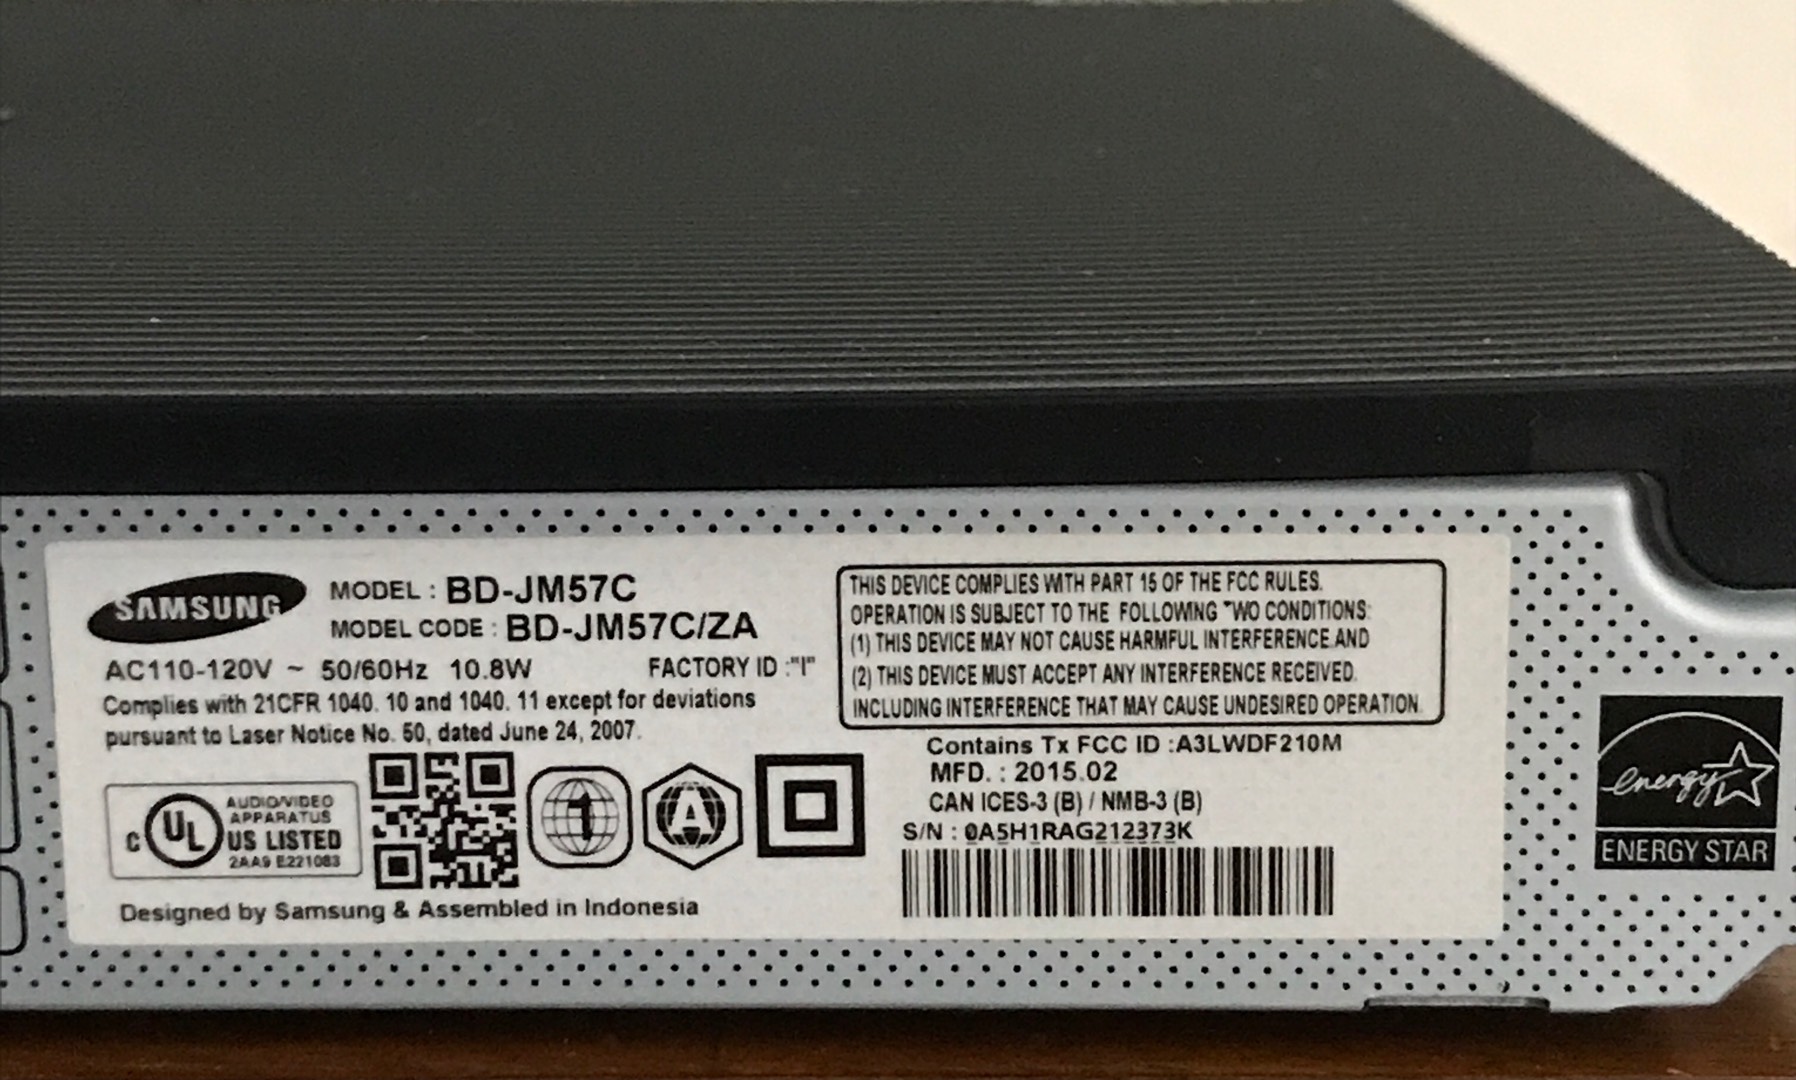 SAMSUNG
MODEL : BD-JM57C
MODEL CODE : BD-JM57C/ZA
AC110-120V ~ 50/60Hz 10.8W FACTORY ID :"I"
Complies with 21CFR 1040. 10 and 1040. 11 except for deviations
pursuant to Laser Notice No. 50, dated June 24, 2007.
C UL
AUDIO/VIDEO
APPARATUS
US LISTED
2AA9 E221083
1
A
Designed by Samsung & Assembled in Indonesia
THIS DEVICE COMPLIES WITH PART 15 OF THE FCC RULES.
OPERATION IS SUBJECT TO THE FOLLOWING TWO CONDITIONS:
(1) THIS DEVICE MAY NOT CAUSE HARMFUL INTERFERENCE AND
(2) THIS DEVICE MUST ACCEPT ANY INTERFERENCE RECEIVED.
INCLUDING INTERFERENCE THAT MAY CAUSE UNDESIRED OPERATION.
Contains Tx FCC ID :A3LWDF210M
MFD. : 2015.02
CAN ICES-3 (B) / NMB-3 (B)
S/N : 0A5H1RAG212373K
energy
ENERGY STAR